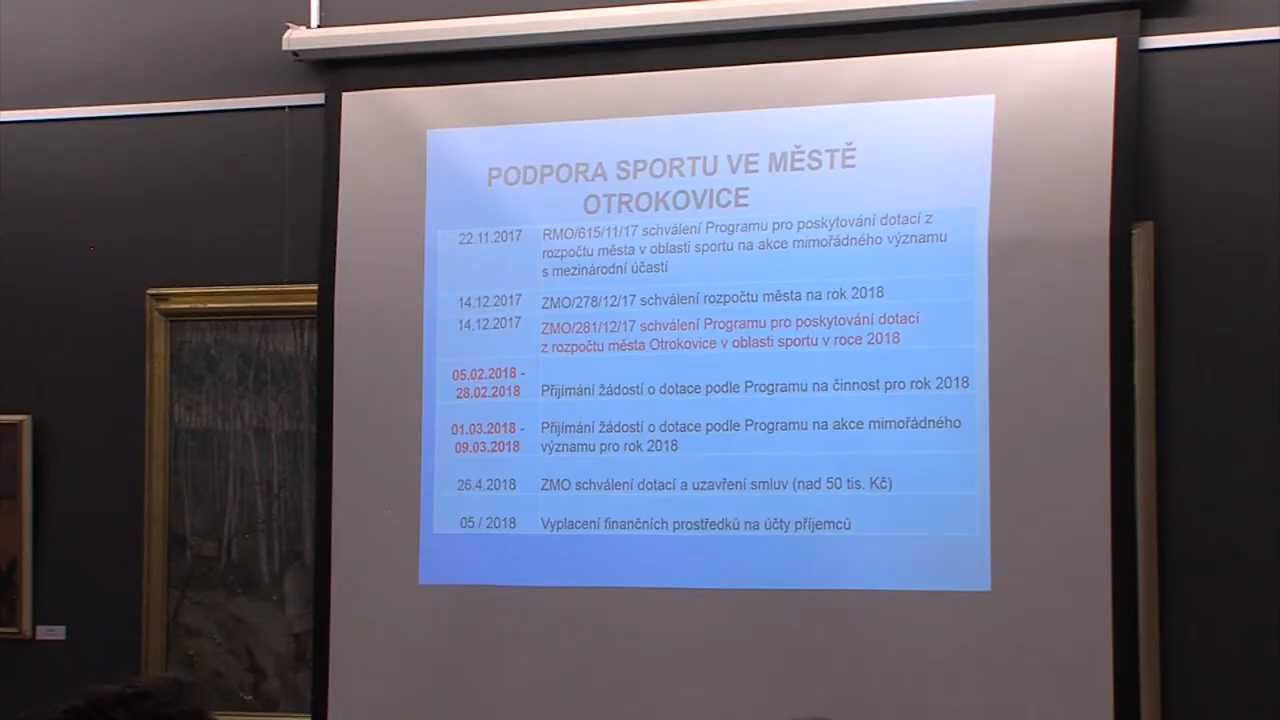 PODPORA SPORTU VE MĚSTĚ
OTROKOVICE
22.11.2017 RMO/615/11/17 schválení Programu pro poskytování dotací z
rozpočtu města v oblasti sportu na akce mimořádného významu
s mezinárodní účastí
14.12.2017 ZMO/278/12/17 schválení rozpočtu města na rok 2018
14.12.2017 ZMO/281/12/17 schválení Programu pro poskytování dotací
z rozpočtu města Otrokovice v oblasti sportu v roce 2018
05.02.2018 -
28.02.2018 Přijímání žádostí o dotace podle Programu na činnost pro rok 2018
01.03.2018 - Přijímání žádostí o dotace podle Programu na akce mimořádného
09.03.2018 významu pro rok 2018
26.4.2018 ZMO schválení dotací a uzavření smluv (nad 50 tis. Kč)
05 / 2018 Vyplacení finančních prostředků na účty příjemců